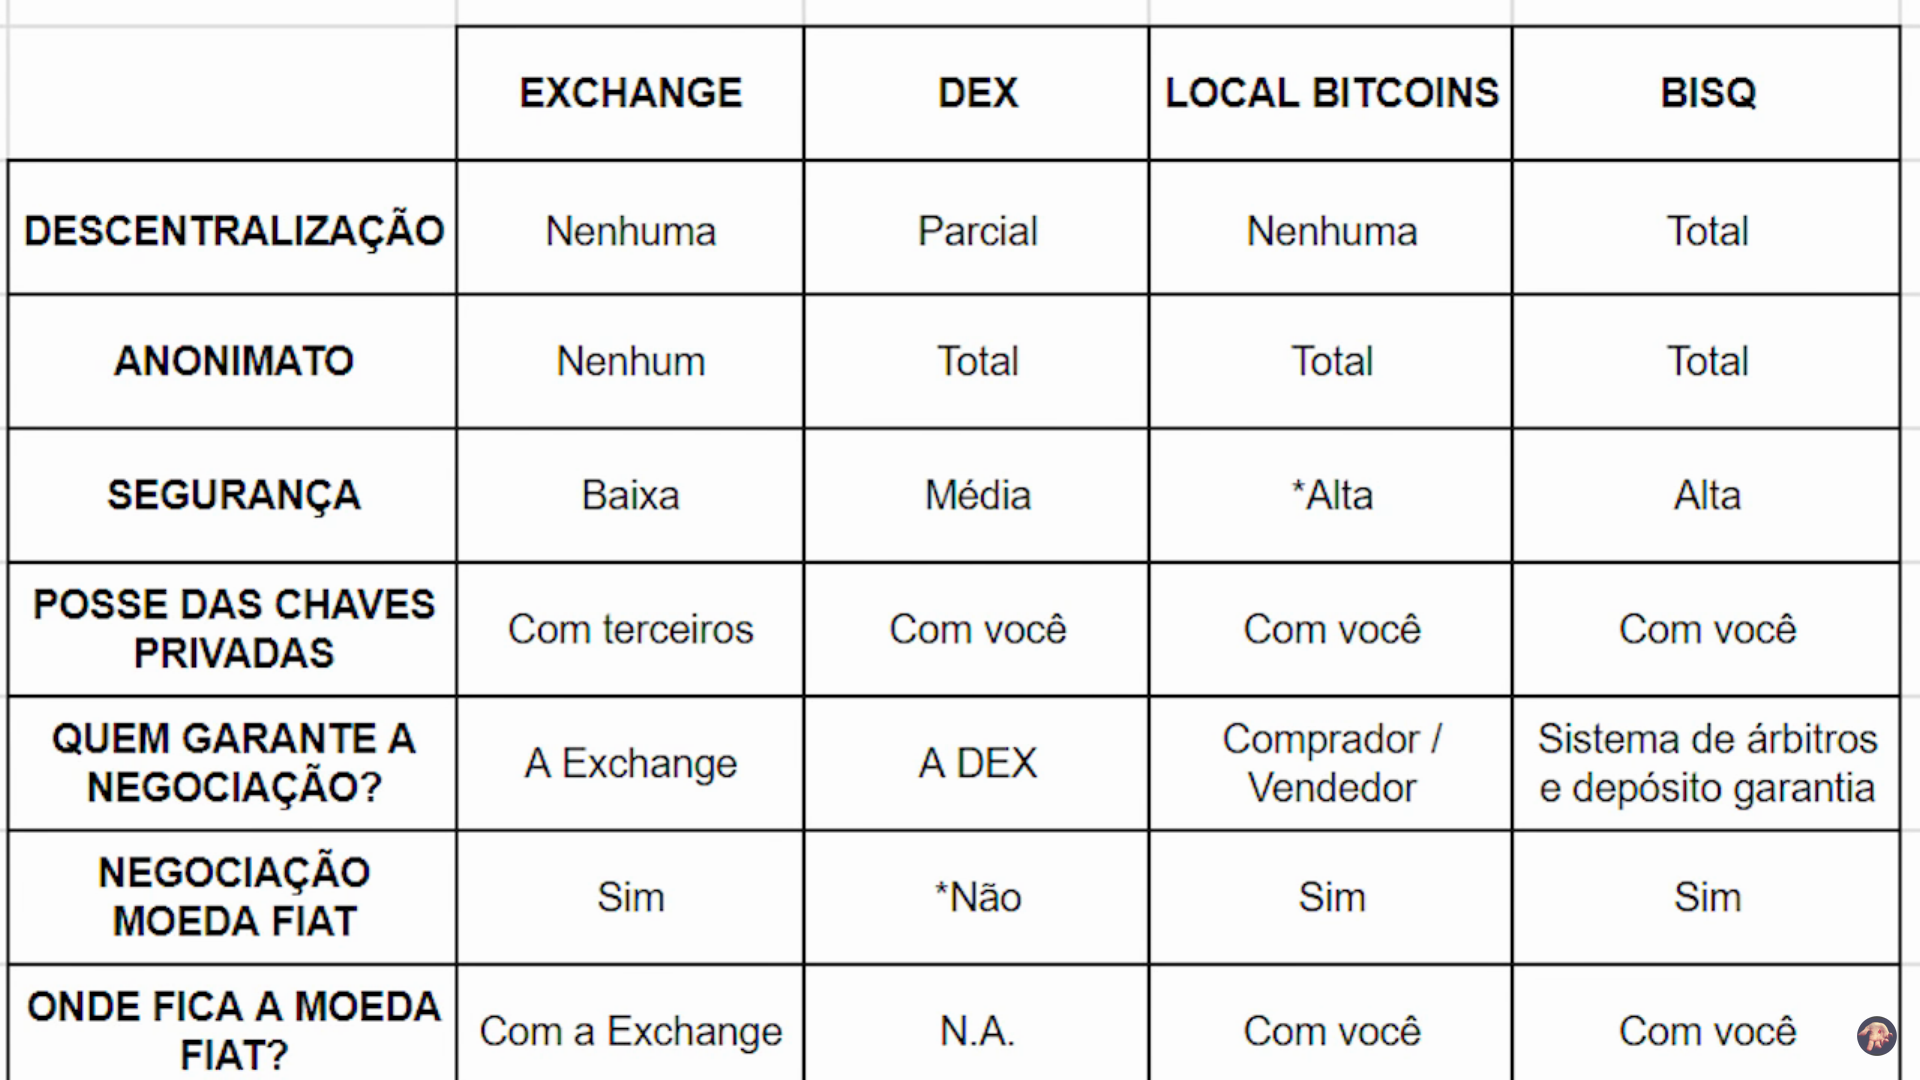 EXCHANGE DEX LOCAL BITCOINS BISQ
DESCENTRALIZAÇÃO Nenhuma Parcial Nenhuma Total
ANONIMATO Nenhum Total Total Total
SEGURANÇA Baixa Média *Alta Alta
POSSE DAS CHAVES
PRIVADAS
Com terceiros Com você Com você Com você
QUEM GARANTE A
NEGOCIAÇÃO?
A Exchange A DEX
Comprador /
Vendedor
Sistema de árbitros
e depósito garantia
NEGOCIAÇÃO
MOEDA FIAT
Sim *Não Sim Sim
ONDE FICA A MOEDA
FIAT?
Com a Exchange N.A. Com você Com você